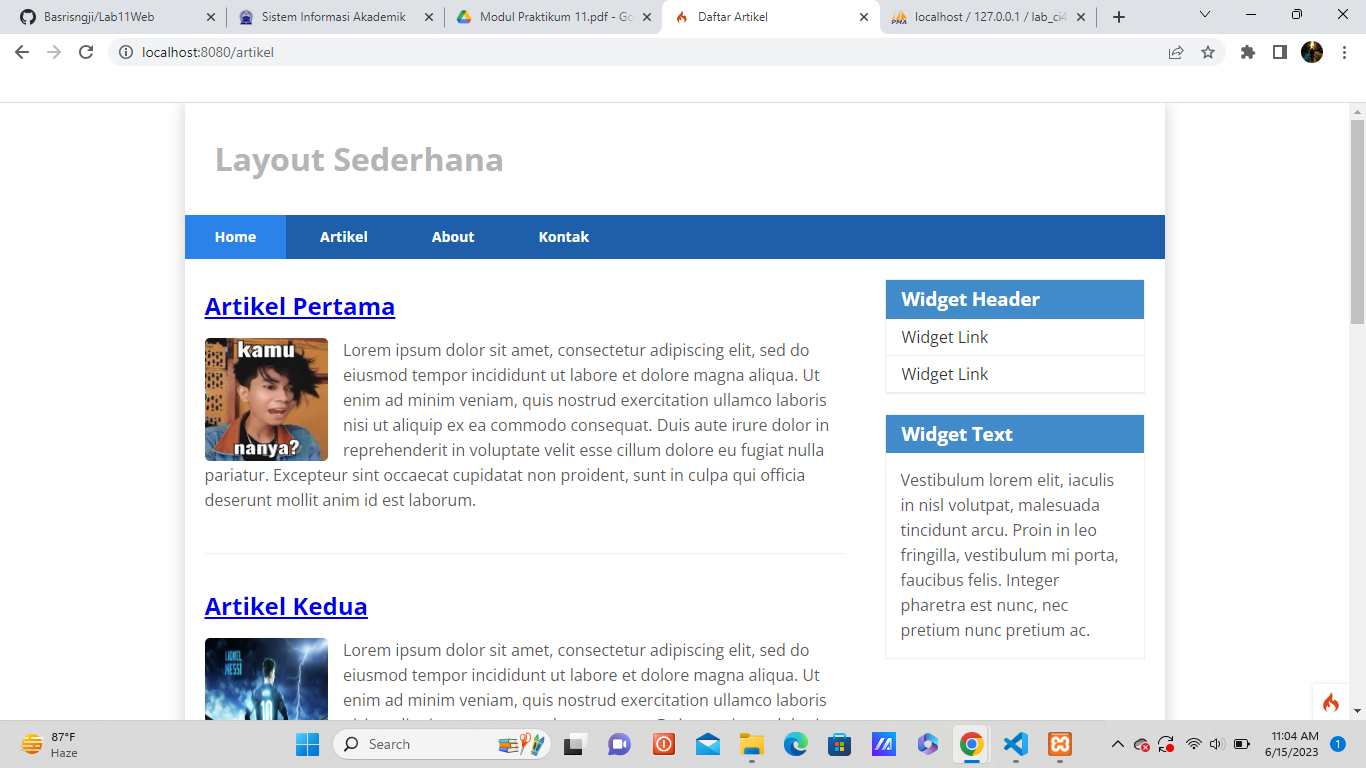 Basrisngji/Lab11Web
Sistem Informasi Akademik
Modul Praktikum 11.pdf - Go
Daftar Artikel
localhost / 127.0.0.1 / lab_ci4
localhost:8080/artikel
Layout Sederhana
Home Artikel About Kontak
Artikel Pertama
kamu
nanya?
Lorem ipsum dolor sit amet, consectetur adipiscing elit, sed do
eiusmod tempor incididunt ut labore et dolore magna aliqua. Ut
enim ad minim veniam, quis nostrud exercitation ullamco laboris
nisi ut aliquip ex ea commodo consequat. Duis aute irure dolor in
reprehenderit in voluptate velit esse cillum dolore eu fugiat nulla
pariatur. Excepteur sint occaecat cupidatat non proident, sunt in culpa qui officia
deserunt mollit anim id est laborum.
Artikel Kedua
LIONEL
MESSI
Lorem ipsum dolor sit amet, consectetur adipiscing elit, sed do
eiusmod tempor incididunt ut labore et dolore magna aliqua. Ut
enim ad minim veniam, quis nostrud exercitation ullamco laboris
Widget Header
Widget Link
Widget Link
Widget Text
Vestibulum lorem elit, iaculis
in nisl volutpat, malesuada
tincidunt arcu. Proin in leo
fringilla, vestibulum mi porta,
faucibus felis. Integer
pharetra est nunc, nec
pretium nunc pretium ac.
87°F
Haze
Search
11:04 AM
6/15/2023
1